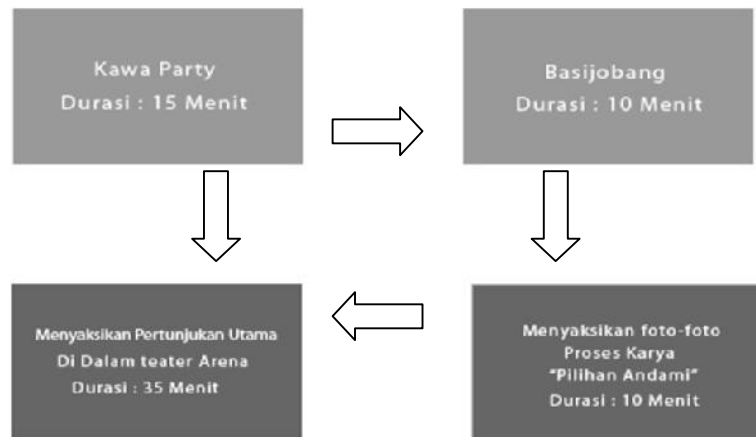 Kawa Party
Durasi : 15 Menit
Basijobang
Durasi : 10 Menit
Menyaksikan Pertunjukan Utama
Di Dalam teater Arena
Durasi : 35 Menit
Menyaksikan foto-foto
Proses Karya
“Pilihan Andami”
Durasi : 10 Menit